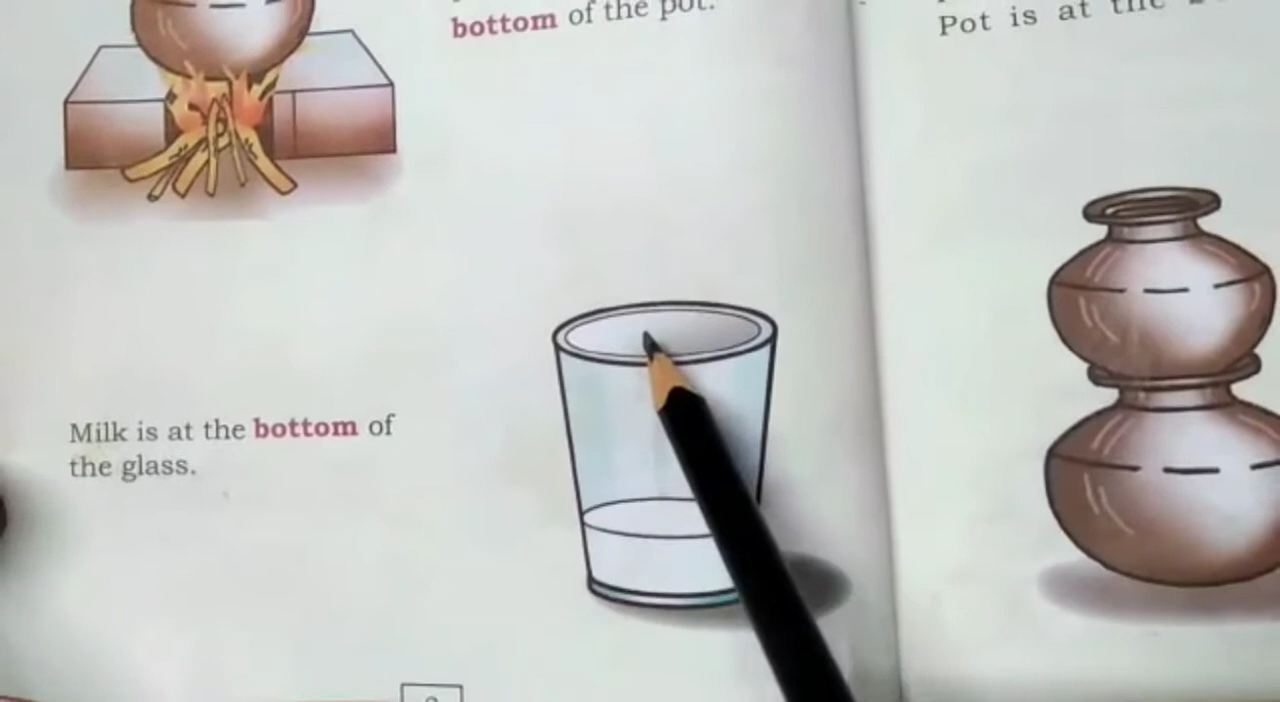 bottom of the pot.
Milk is at the bottom of
the glass.
Pot is at the